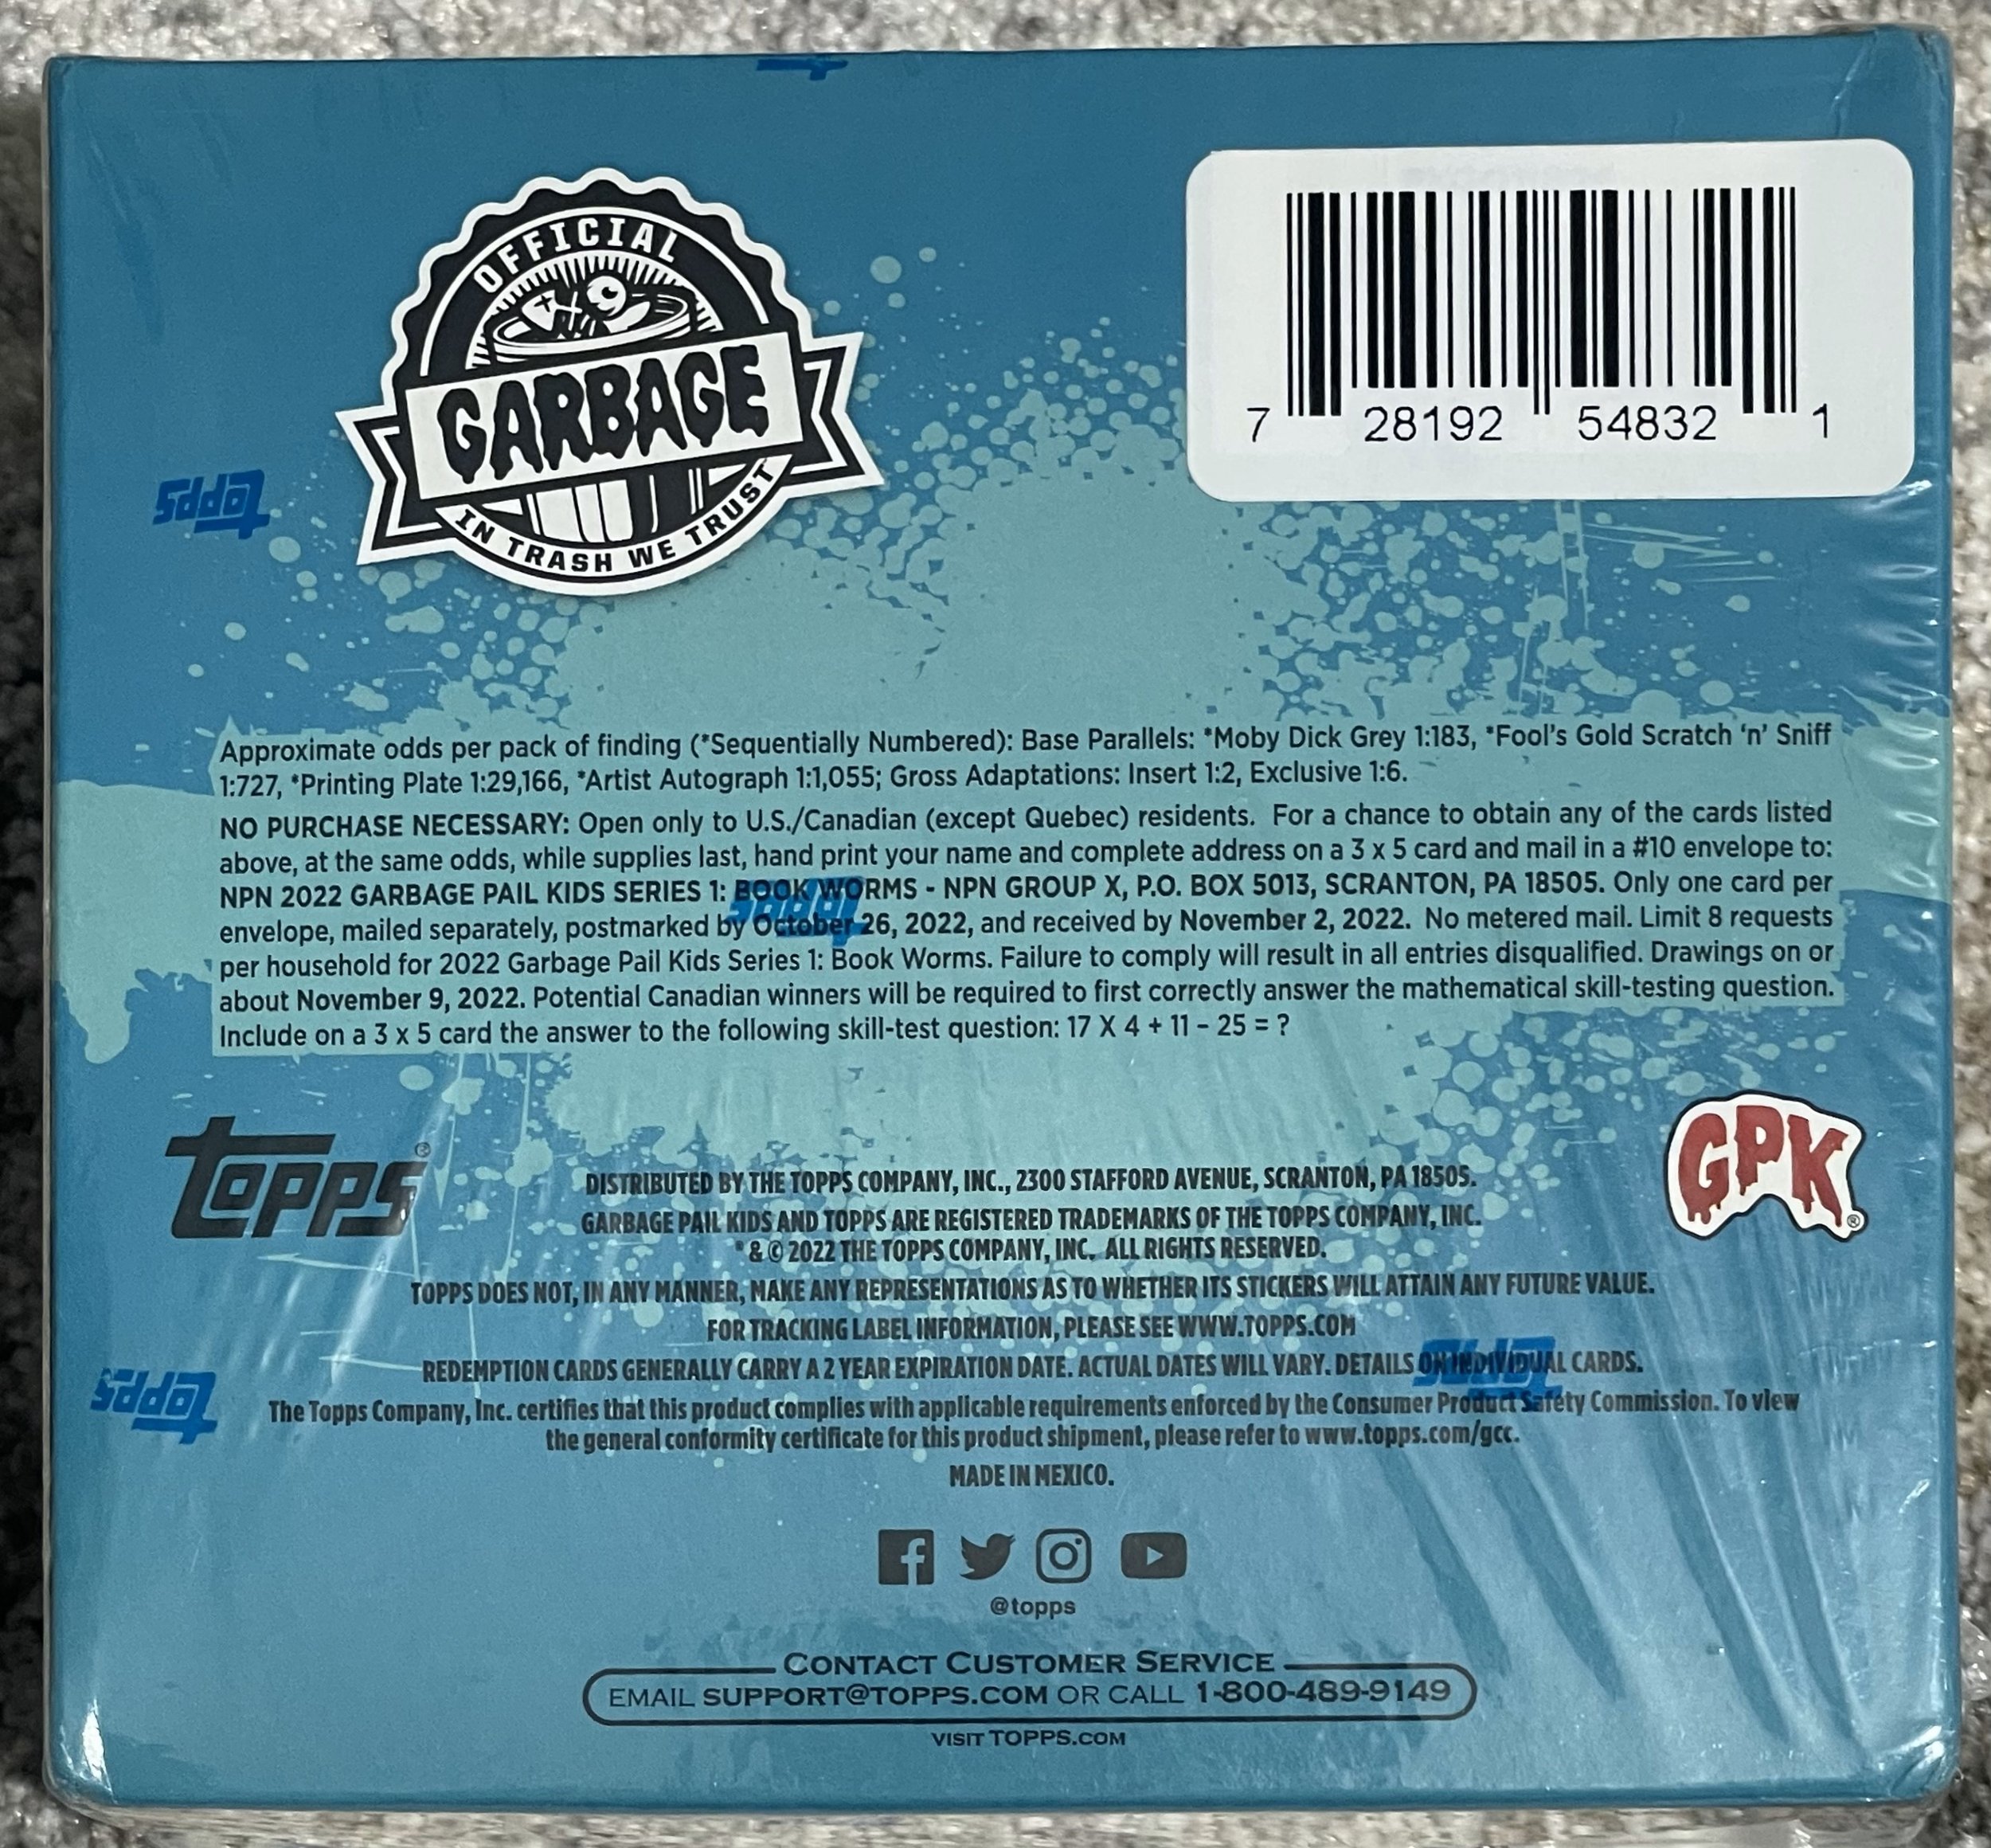 OFFICIAL
GARBAGE
IN TRASH WE TRUST
7 28192 54832 1
topps
Approximate odds per pack of finding (*Sequentially Numbered): Base Parallels: *Moby Dick Grey 1:183, *Fool's Gold Scratch 'n' Sniff
1:727, *Printing Plate 1:29,166, *Artist Autograph 1:1,055; Gross Adaptations: Insert 1:2, Exclusive 1:6.
NO PURCHASE NECESSARY: Open only to U.S./Canadian (except Quebec) residents. For a chance to obtain any of the cards listed
above, at the same odds, while supplies last, hand print your name and complete address on a 3 x 5 card and mail in a #10 envelope to:
NPN 2022 GARBAGE PAIL KIDS SERIES 1: BOOK WORMS - NPN GROUP X, P.O. BOX 5013, SCRANTON, PA 18505. Only one card per
envelope, mailed separately, postmarked by October 26, 2022, and received by November 2, 2022. No metered mail. Limit 8 requests
per household for 2022 Garbage Pail Kids Series 1: Book Worms. Failure to comply will result in all entries disqualified. Drawings on or
about November 9, 2022. Potential Canadian winners will be required to first correctly answer the mathematical skill-testing question.
Include on a 3 x 5 card the answer to the following skill-test question: 17 X 4 + 11 – 25 = ?
topps
topps®
GPK®
DISTRIBUTED BY THE TOPPS COMPANY, INC., 2300 STAFFORD AVENUE, SCRANTON, PA 18505.
GARBAGE PAIL KIDS AND TOPPS ARE REGISTERED TRADEMARKS OF THE TOPPS COMPANY, INC.
® & © 2022 THE TOPPS COMPANY, INC. ALL RIGHTS RESERVED.
TOPPS DOES NOT, IN ANY MANNER, MAKE ANY REPRESENTATIONS AS TO WHETHER ITS STICKERS WILL ATTAIN ANY FUTURE VALUE.
FOR TRACKING LABEL INFORMATION, PLEASE SEE WWW.TOPPS.COM
REDEMPTION CARDS GENERALLY CARRY A 2 YEAR EXPIRATION DATE. ACTUAL DATES WILL VARY. DETAILS ON INDIVIDUAL CARDS.
topps
topps
The Topps Company, Inc. certifies that this product complies with applicable requirements enforced by the Consumer Product Safety Commission. To view
the general conformity certificate for this product shipment, please refer to www.topps.com/gcc.
MADE IN MEXICO.
@topps
CONTACT CUSTOMER SERVICE
EMAIL SUPPORT@TOPPS.COM OR CALL 1-800-489-9149
VISIT TOPPS.COM